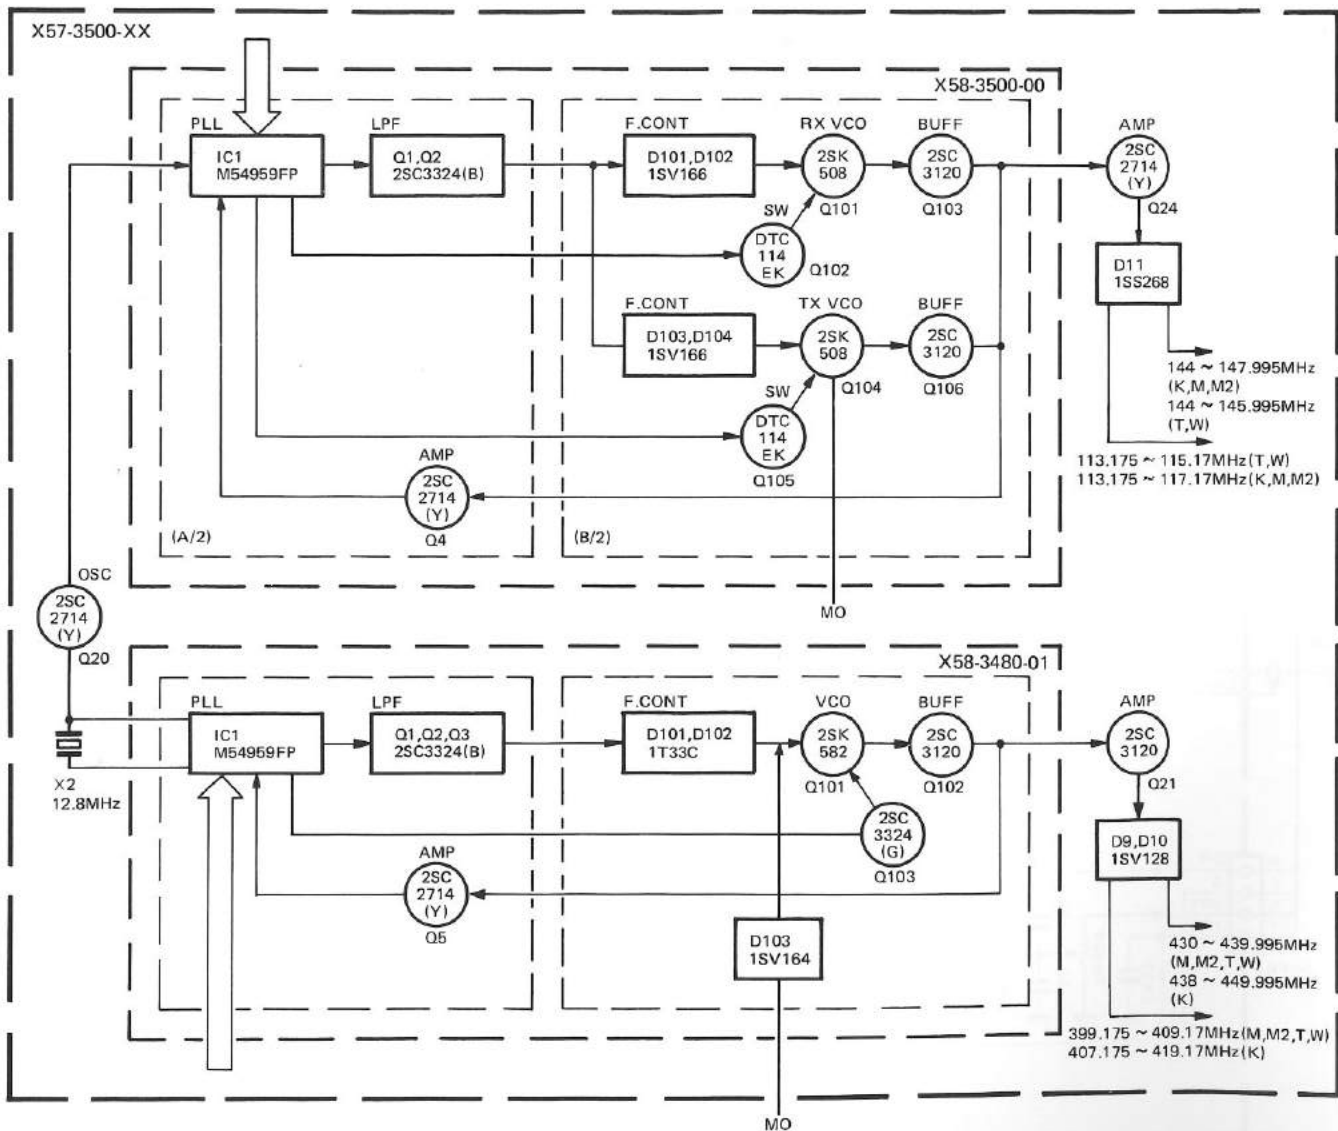 X57-3500-XX
X58-3500-00
PLL
LPF
F.CONT
RX VCO
BUFF
AMP
IC1
M54959FP
Q1,Q2
2SC3324(B)
D101,D102
1SV166
2SK
508
2SC
3120
2SC
2714
(Y)
Q101
Q103
Q24
SW
DTC
114
EK
Q102
D11
1SS268
F.CONT
TX VCO
BUFF
D103,D104
1SV166
2SK
508
2SC
3120
Q104
Q106
144 ~ 147.995MHz
(K,M,M2)
144 ~ 145.995MHz
(T,W)
SW
DTC
114
EK
Q105
113.175 ~ 115.17MHz(T,W)
113.175 ~ 117.17MHz(K,M,M2)
AMP
2SC
2714
(Y)
Q4
(A/2)
(B/2)
OSC
2SC
2714
(Y)
Q20
MO
X58-3480-01
PLL
LPF
F.CONT
VCO
BUFF
AMP
IC1
M54959FP
Q1,Q2,Q3
2SC3324(B)
D101,D102
1T33C
2SK
582
2SC
3120
2SC
3120
Q101
Q102
Q21
X2
12.8MHz
2SC
3324
(G)
Q103
D9,D10
1SV128
AMP
2SC
2714
(Y)
Q5
D103
1SV164
430 ~ 439.995MHz
(M,M2,T,W)
438 ~ 449.995MHz
(K)
399.175 ~ 409.17MHz(M,M2,T,W)
407.175 ~ 419.17MHz(K)
MO